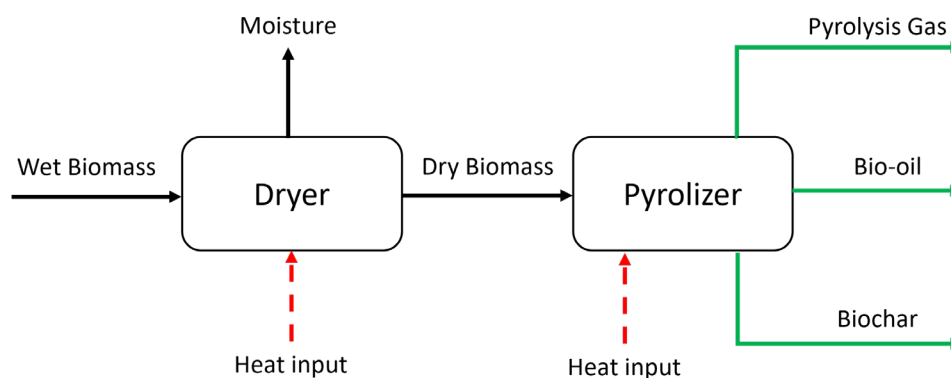 Moisture
Pyrolysis Gas
Wet Biomass
Dryer
Dry Biomass
Pyrolizer
Bio-oil
Biochar
Heat input
Heat input